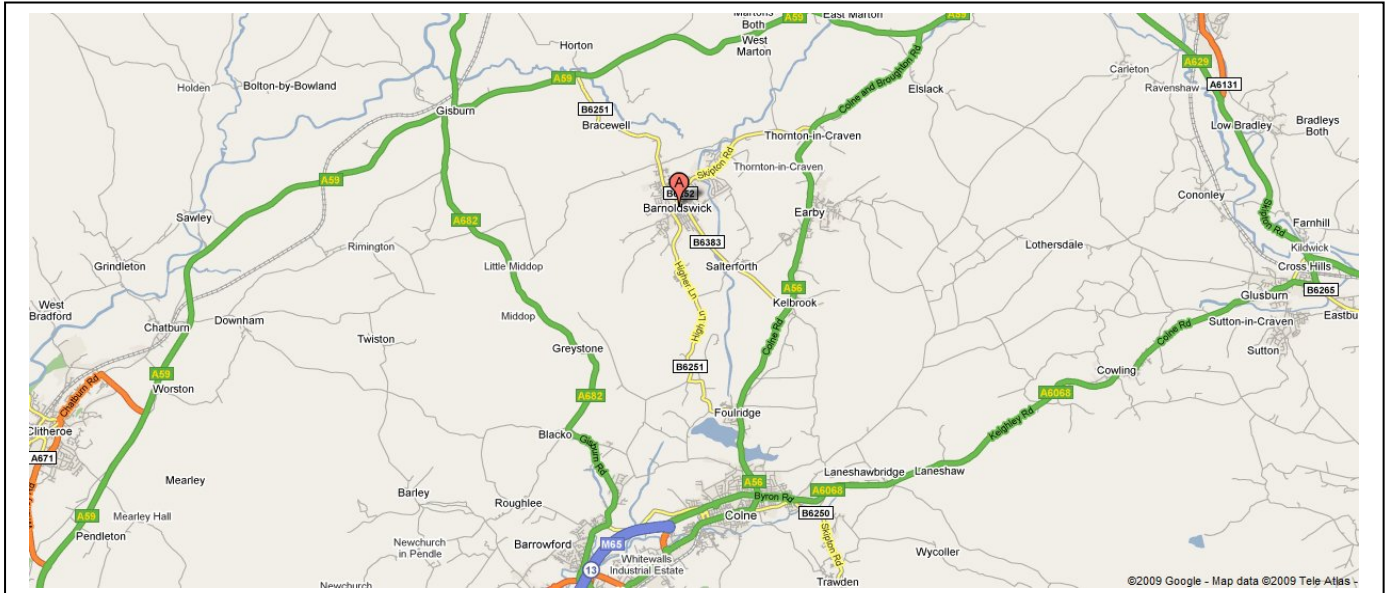 Martons
Both
East Marton
A59
A59
West
Marton
Horton
A59
Holden
Bolton-by-Bowland
Gisburn
B6251
Bracewell
Colne and Broughton Rd
Elslack
A629
A6131
Carleton
Ravenshaw
Low Bradley
Bradleys
Both
Thornton-in-Craven
Thornton-in-Craven
Skipton Rd
A
Barnoldswick
A59
A682
Sawley
Rimington
Grindleton
Little Middop
Earby
B6383
Salterforth
Higher Ln
High Ln
A56
Kelbrook
Lothersdale
Cononley
Skipton Rd
Farnhill
Kildwick
Cross Hills
B6265
Glusburn
Eastbu
Sutton-in-Craven
Sutton
West
Bradford
Chatburn
Downham
Middop
Twiston
Greystone
B6251
Colne Rd
Colne Rd
Cowling
A6068
Keighley Rd
A59
Worston
Chatburn Rd
Clitheroe
A671
A682
Blacko
Gisburn Rd
Foulridge
Laneshawbridge
Laneshaw
A56
Byron Rd
A6068
B6250
Colne
Mearley
Mearley Hall
A59
Pendleton
Barley
Roughlee
Newchurch
in Pendle
Newchurch
Barrowford
M65
13
Whitewalls
Industrial Estate
Skipton Rd
Trawden
Wycoller
©2009 Google - Map data ©2009 Tele Atlas -